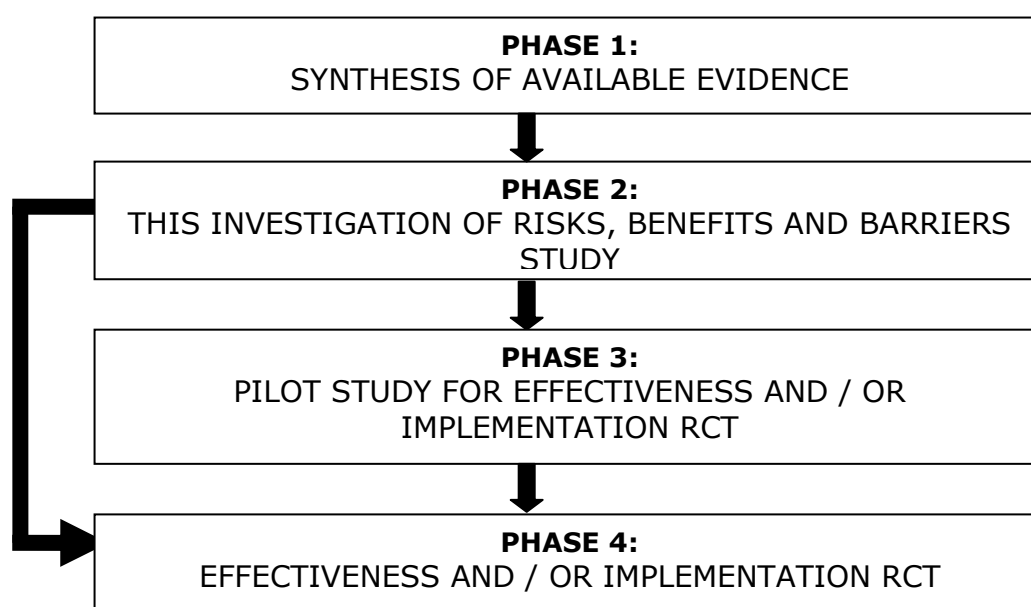 PHASE 1:
SYNTHESIS OF AVAILABLE EVIDENCE
PHASE 2:
THIS INVESTIGATION OF RISKS, BENEFITS AND BARRIERS
STUDY
PHASE 3:
PILOT STUDY FOR EFFECTIVENESS AND / OR
IMPLEMENTATION RCT
PHASE 4:
EFFECTIVENESS AND / OR IMPLEMENTATION RCT